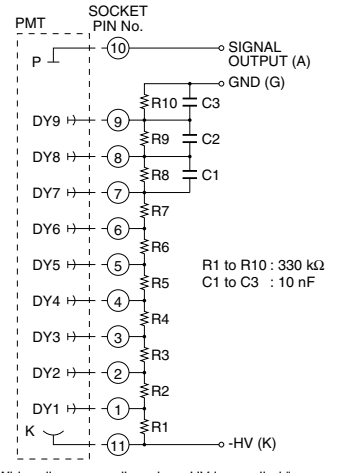 SOCKET
PMT PIN No.
P 10 SIGNAL
OUTPUT (A)
GND (G)
R10 C3
DY9 9
R9 C2
DY8 8
R8 C1
DY7 7
R7
DY6 6
R6
DY5 5 R1 to R10 : 330 kΩ
R5 C1 to C3 : 10 nF
DY4 4
R4
DY3 3
R3
DY2 2
R2
DY1 1
K R1
11 -HV (K)